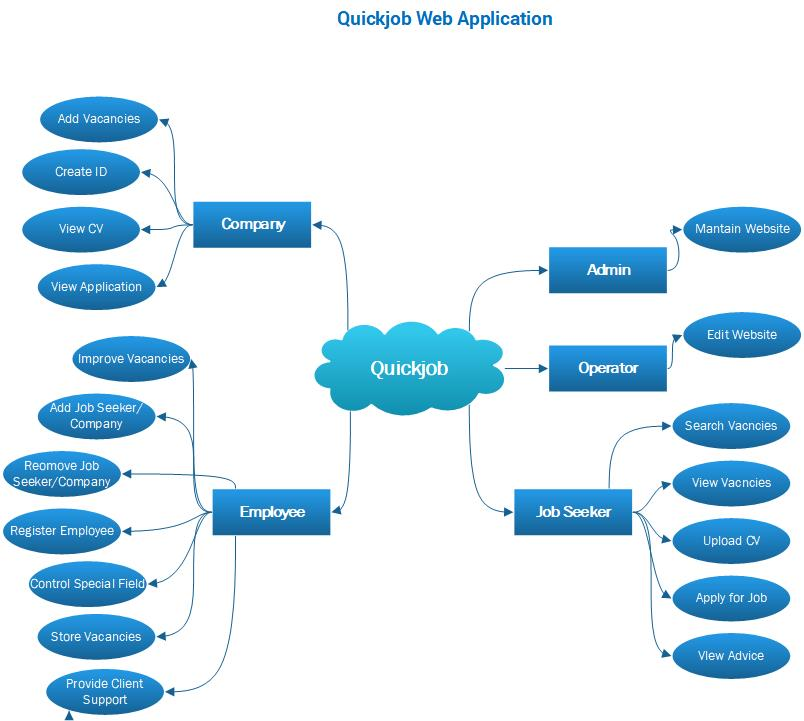 Quickjob Web Application
Add Vacancies
Create ID
View CV
View Application
Company
Improve Vacancies
Add Job Seeker/
Company
Reomove Job
Seeker/Company
Register Employee
Control Special Field
Store Vacancies
Provide Client
Support
Employee
Quickjob
Admin
Mantain Website
Operator
Edit Website
Job Seeker
Search Vacncies
View Vacncies
Upload CV
Apply for Job
VIew Advice